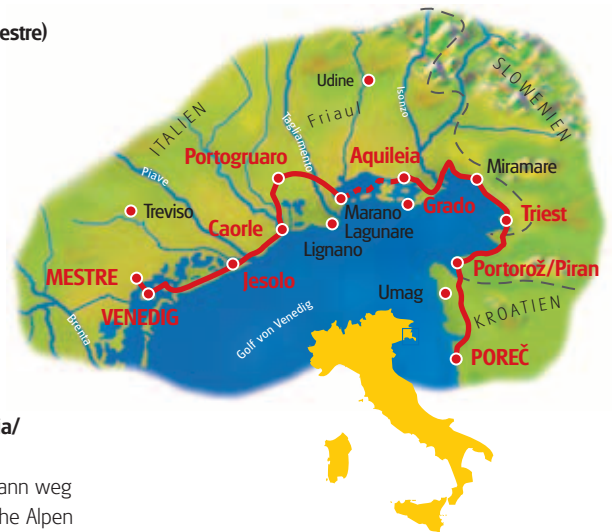 estre)
Udine
SLOWENIEN
Isonzo
Friaul
ITALIEN
Tagliamento
Portogruaro
Aquileia
Miramare
Piave
Treviso
Caorle
Marano
Lagunare
Grado
Triest
Lignano
MESTRE
Jesolo
Portorož/Piran
VENEDIG
Umag
KROATIEN
Brenta
Golf von Venedig
POREČ
ia/
ann weg
he Alpen